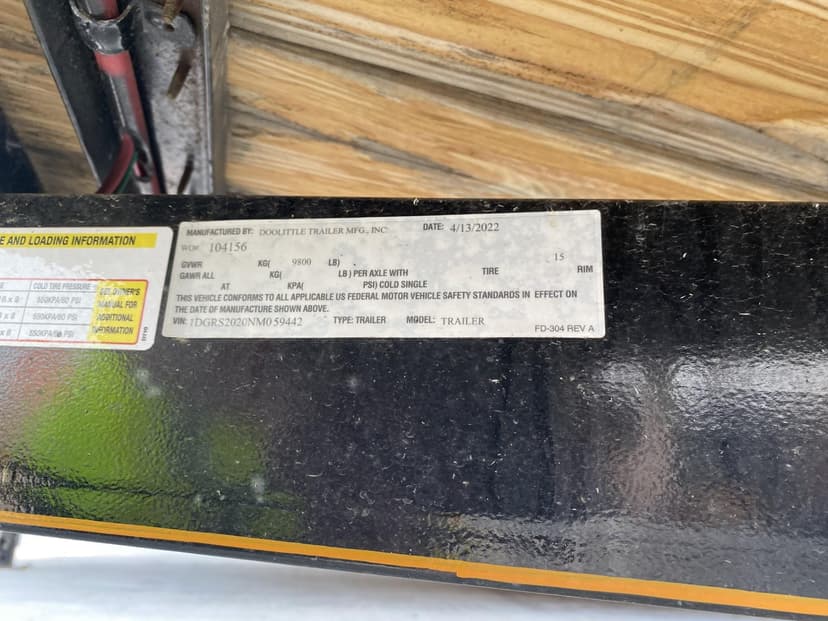 E AND LOADING INFORMATION
COLD TIRE PRESSURE
SEE OWNER'S
MANUAL FOR
ADDITIONAL
INFORMATION
550KPA/80 PSI
550KPA/80 PSI
550KPA/80 PSI
MANUFACTURED BY: DOOLITTLE TRAILER MFG., INC DATE: 4/13/2022
WO# 104156
GVWR KG( 9800 LB) 15
GAWR ALL KG( LB ) PER AXLE WITH TIRE RIM
AT KPA( PSI) COLD SINGLE
THIS VEHICLE CONFORMS TO ALL APPLICABLE US FEDERAL MOTOR VEHICLE SAFETY STANDARDS IN EFFECT ON
THE DATE OF MANUFACTURE SHOWN ABOVE.
VIN: 1DGRS2020NM059442 TYPE: TRAILER MODEL: TRAILER
FD-304 REV A